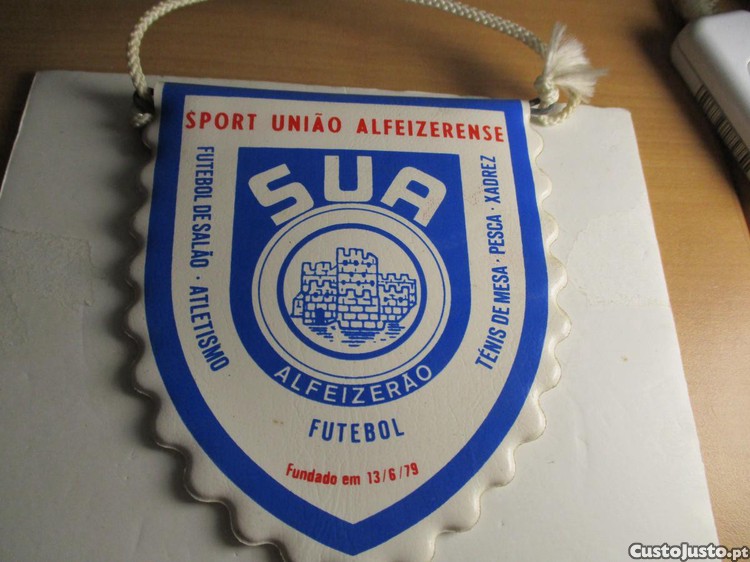 SPORT UNIÃO ALFEIZERENSE
FUTEBOL DE SALÃO · ATLETISMO
SUA
ALFEIZERÃO
TÉNIS DE MESA · PESCA · XADREZ
FUTEBOL
Fundado em 13/6/79
CustoJusto.pt